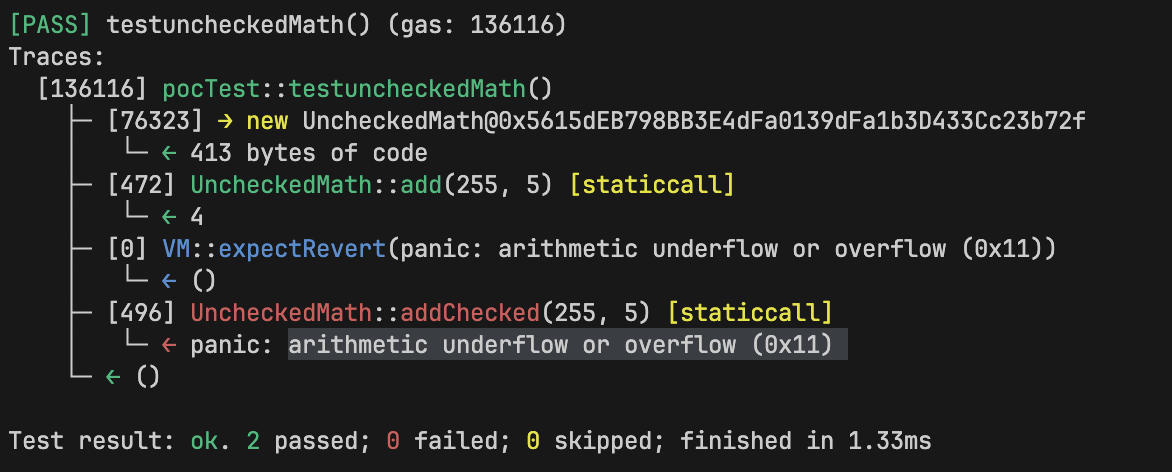 [PASS] testuncheckedMath() (gas: 136116)
Traces:
[136116] pocTest::testuncheckedMath()
├─ [76323] → new UncheckedMath@0x5615dEB798BB3E4dFa0139dFa1b3D433Cc23b72f
│ └─ ← 413 bytes of code
├─ [472] UncheckedMath::add(255, 5) [staticcall]
│ └─ ← 4
├─ [0] VM::expectRevert(panic: arithmetic underflow or overflow (0x11))
│ └─ ← ()
├─ [496] UncheckedMath::addChecked(255, 5) [staticcall]
│ └─ ← panic: arithmetic underflow or overflow (0x11)
└─ ← ()
Test result: ok. 2 passed; 0 failed; 0 skipped; finished in 1.33ms